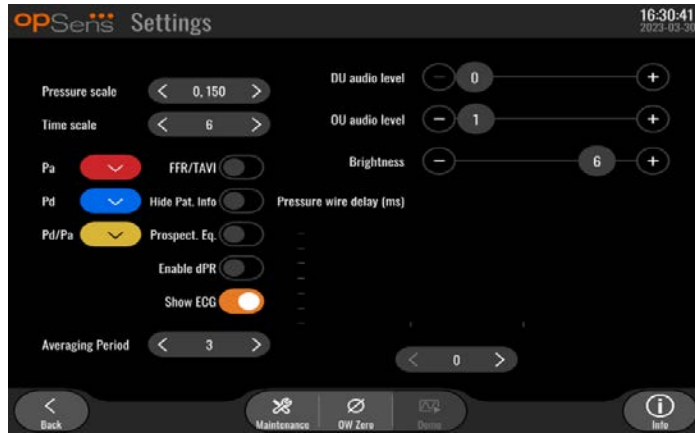 opSens Settings
16:30:41
2023-03-30
Pressure scale < 0,150 >
Time scale < 6 >
DU audio level − 0 +
OU audio level − 1 +
Brightness − 6 +
Pa
Pd
Pd/Pa
FFR/TAVI
Hide Pat. Info
Prospect. Eq.
Enable dPR
Show ECG
Pressure wire delay (ms)
Averaging Period < 3 >
< 0 >
Back
Maintenance
OW Zero
Demo
Info